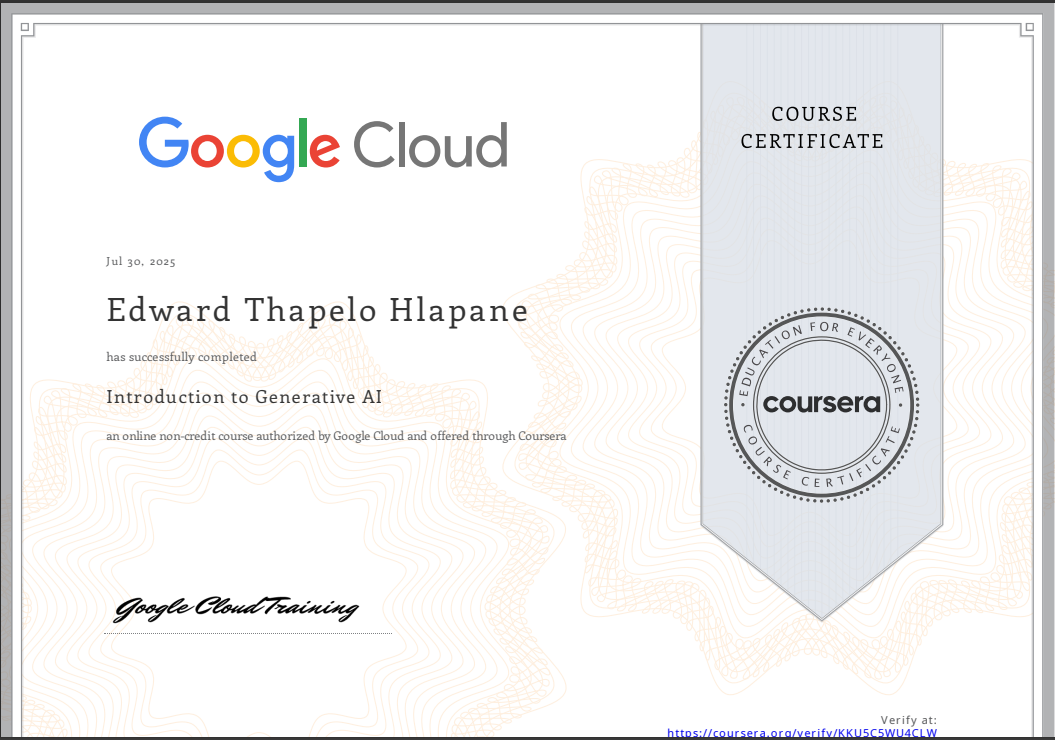 Google Cloud
COURSE
CERTIFICATE
Jul 30, 2025
Edward Thapelo Hlapane
has successfully completed
Introduction to Generative AI
an online non-credit course authorized by Google Cloud and offered through Coursera
EDUCATION FOR EVERYONE
coursera
COURSE CERTIFICATE
Google Cloud Training
Verify at:
https://coursera.org/verify/KKU5C5WU4CLW